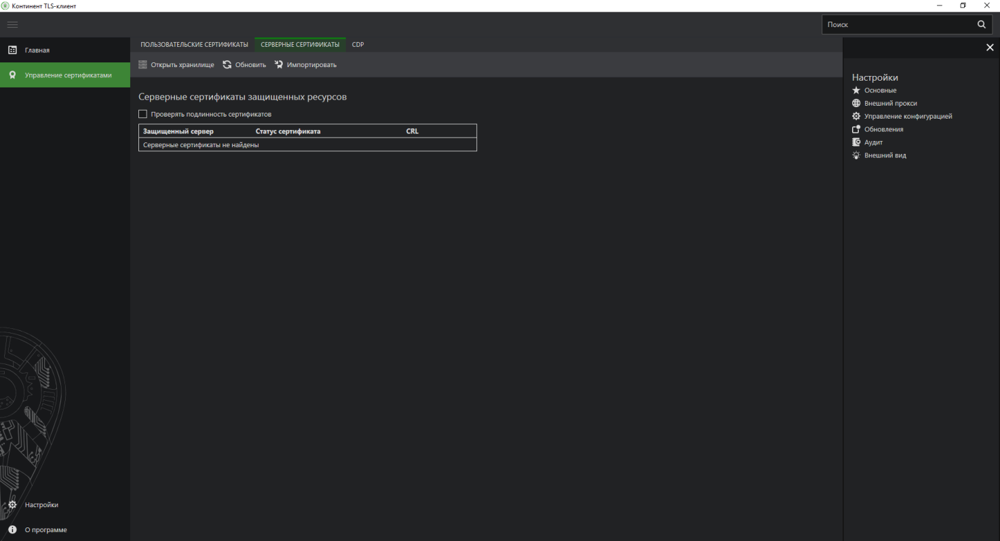 Континент TLS-клиент
Поиск
Главная
Управление сертификатами
ПОЛЬЗОВАТЕЛЬСКИЕ СЕРТИФИКАТЫ СЕРВЕРНЫЕ СЕРТИФИКАТЫ CDP
Открыть хранилище Обновить Импортировать
Серверные сертификаты защищенных ресурсов
Проверять подлинность сертификатов
Защищенный сервер Статус сертификата CRL
Серверные сертификаты не найдены
Настройки
Основные
Внешний прокси
Управление конфигурацией
Обновления
Аудит
Внешний вид
Настройки
О программе